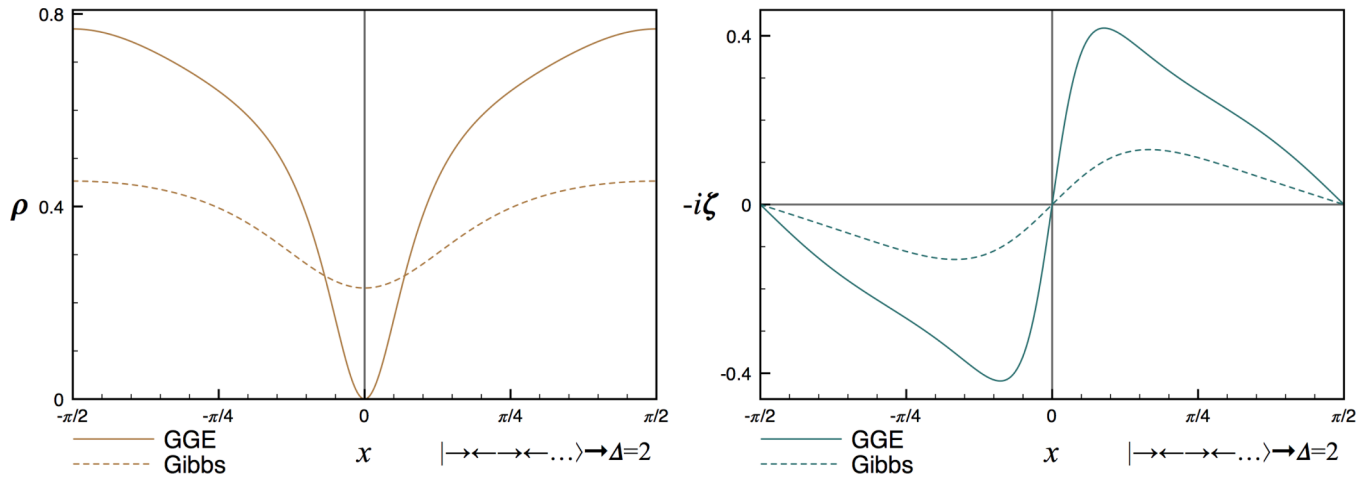 0.8
ρ 0.4
0
-π/2 -π/4 0 π/4 π/2
GGE
Gibbs
x |→←→←…⟩→Δ=2
0.4
-iζ 0
-0.4
-π/2 -π/4 0 π/4 π/2
GGE
Gibbs
x |→←→←…⟩→Δ=2